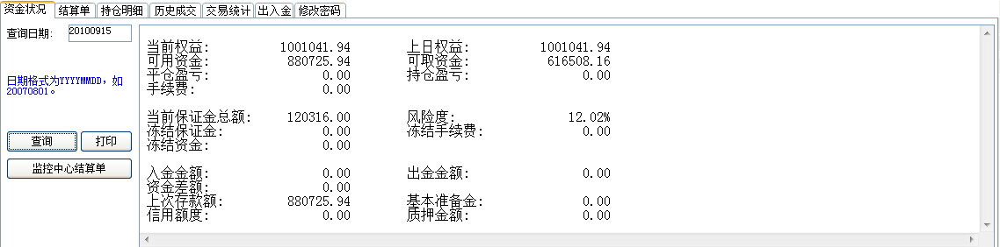 资金状况 结算单 持仓明细 历史成交 交易统计 出入金 修改密码
查询日期: 20100915
日期格式为YYYYMMDD，如
20070801。
查询 打印
监控中心结算单
当前权益: 1001041.94 上日权益: 1001041.94
可用资金: 880725.94 可取资金: 616508.16
平仓盈亏: 0.00 持仓盈亏: 0.00
手续费: 0.00
当前保证金总额: 120316.00 风险度: 12.02%
冻结保证金: 0.00 冻结手续费: 0.00
冻结资金: 0.00
入金金额: 0.00 出金金额: 0.00
资金差额: 0.00
上次存款额: 880725.94 基本准备金: 0.00
信用额度: 0.00 质押金额: 0.00